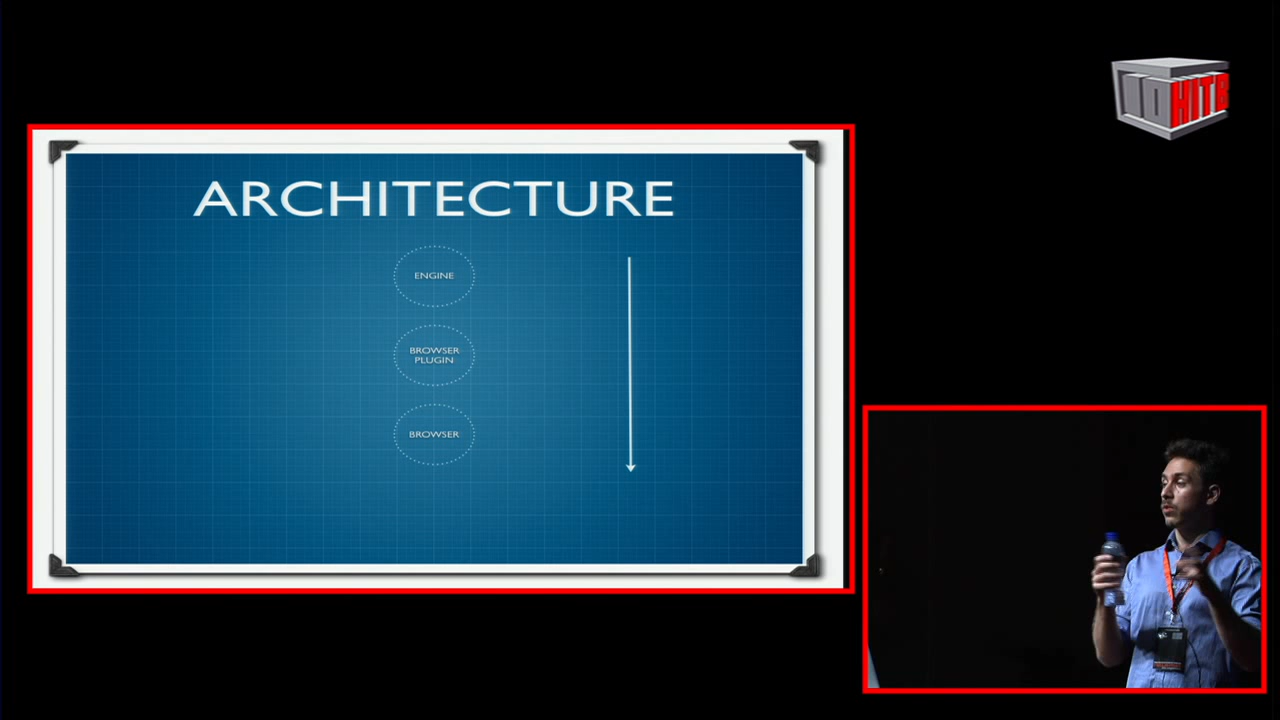 HITB
ARCHITECTURE
ENGINE
BROWSER
PLUGIN
BROWSER